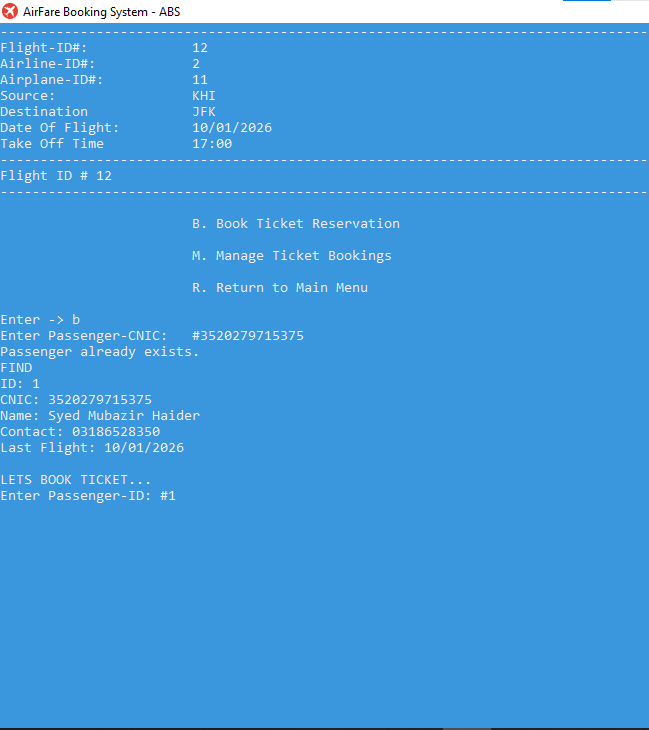 AirFare Booking System - ABS
---------------------------------------------------------------------------------
Flight-ID#: 12
Airline-ID#: 2
Airplane-ID#: 11
Source: KHI
Destination JFK
Date Of Flight: 10/01/2026
Take Off Time 17:00
---------------------------------------------------------------------------------
Flight ID # 12
---------------------------------------------------------------------------------
B. Book Ticket Reservation
M. Manage Ticket Bookings
R. Return to Main Menu
Enter -> b
Enter Passenger-CNIC: #3520279715375
Passenger already exists.
FIND
ID: 1
CNIC: 3520279715375
Name: Syed Mubazir Haider
Contact: 03186528350
Last Flight: 10/01/2026
LETS BOOK TICKET...
Enter Passenger-ID: #1